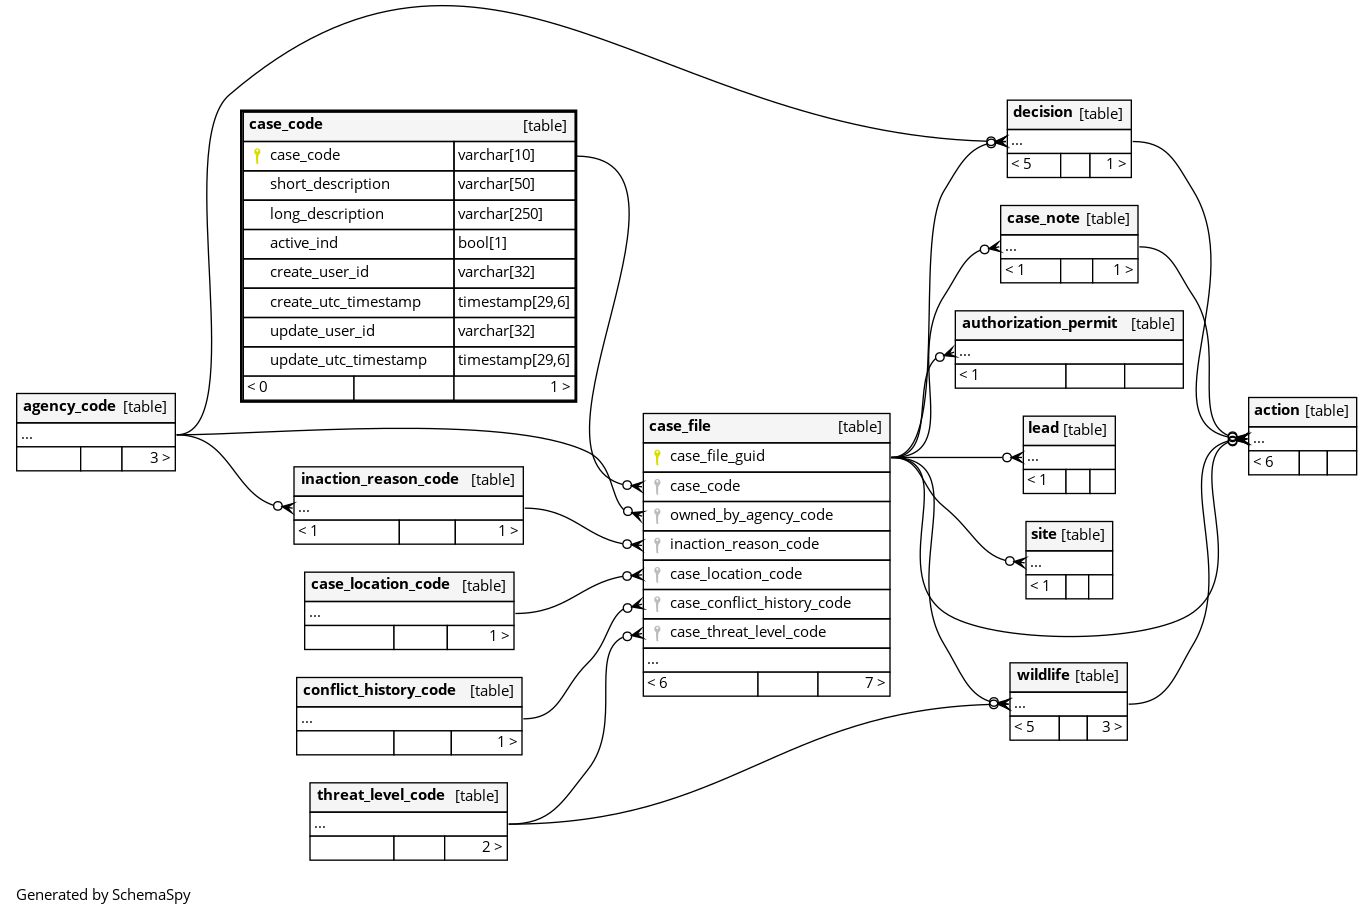 case_code [table]
case_code varchar[10]
short_description varchar[50]
long_description varchar[250]
active_ind bool[1]
create_user_id varchar[32]
create_utc_timestamp timestamp[29,6]
update_user_id varchar[32]
update_utc_timestamp timestamp[29,6]
< 0 1 >
agency_code [table]
...
3 >
inaction_reason_code [table]
...
< 1 1 >
case_location_code [table]
...
1 >
conflict_history_code [table]
...
1 >
threat_level_code [table]
...
2 >
case_file [table]
case_file_guid
case_code
owned_by_agency_code
inaction_reason_code
case_location_code
case_conflict_history_code
case_threat_level_code
...
< 6 7 >
decision [table]
...
< 5 1 >
case_note [table]
...
< 1 1 >
authorization_permit [table]
...
< 1
lead [table]
...
< 1
site [table]
...
< 1
wildlife [table]
...
< 5 3 >
action [table]
...
< 6
Generated by SchemaSpy